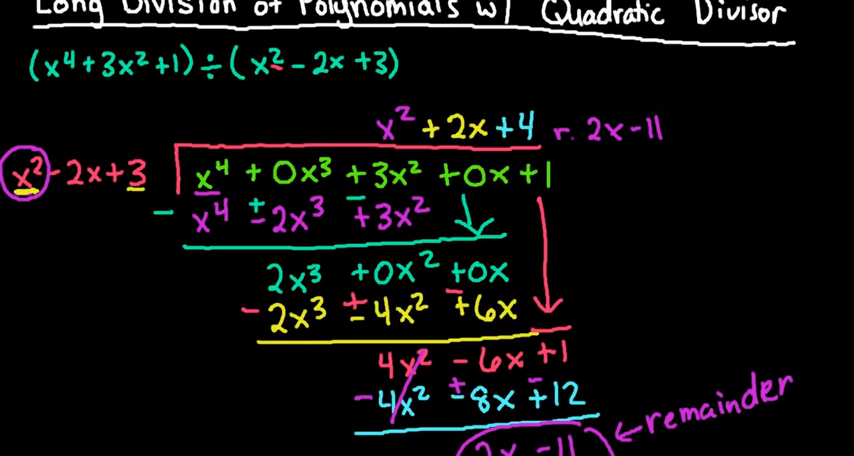 Long Division of Polynomials w/ Quadratic Divisor
(x⁴ + 3x² + 1) ÷ (x² - 2x + 3)
x² + 2x + 4 r. 2x - 11
x² - 2x + 3 x⁴ + 0x³ + 3x² + 0x + 1
- x⁴ ± 2x³ + 3x²
2x³ + 0x² + 0x
- 2x³ ± 4x² + 6x
4x² - 6x + 1
- 4x² ± 8x + 12
2x - 11 ← remainder